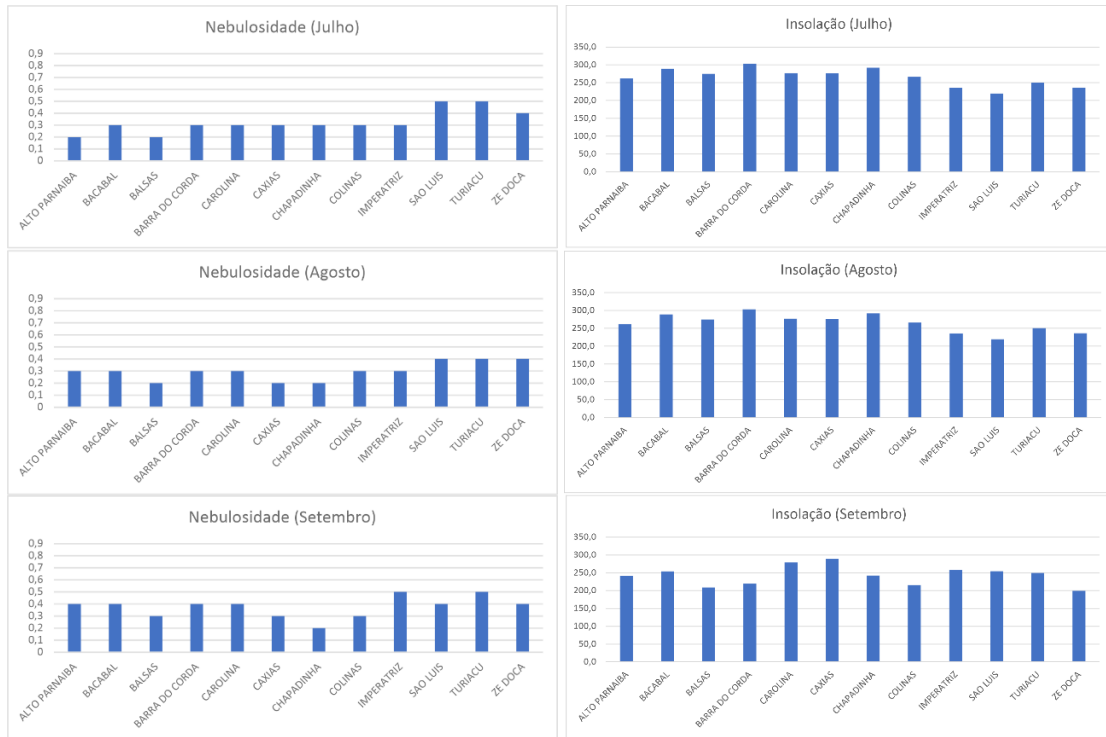 Nebulosidade (Julho)
0,9
0,8
0,7
0,6
0,5
0,4
0,3
0,2
0,1
0
ALTO PARNAIBA
BACABAL
BALSAS
BARRA DO CORDA
CAROLINA
CAXIAS
CHAPADINHA
COLINAS
IMPERATRIZ
SAO LUIS
TURIACU
ZE DOCA
Insolação (Julho)
350,0
300,0
250,0
200,0
150,0
100,0
50,0
0,0
ALTO PARNAIBA
BACABAL
BALSAS
BARRA DO CORDA
CAROLINA
CAXIAS
CHAPADINHA
COLINAS
IMPERATRIZ
SAO LUIS
TURIACU
ZE DOCA
Nebulosidade (Agosto)
0,9
0,8
0,7
0,6
0,5
0,4
0,3
0,2
0,1
0
ALTO PARNAIBA
BACABAL
BALSAS
BARRA DO CORDA
CAROLINA
CAXIAS
CHAPADINHA
COLINAS
IMPERATRIZ
SAO LUIS
TURIACU
ZE DOCA
Insolação (Agosto)
350,0
300,0
250,0
200,0
150,0
100,0
50,0
0,0
ALTO PARNAIBA
BACABAL
BALSAS
BARRA DO CORDA
CAROLINA
CAXIAS
CHAPADINHA
COLINAS
IMPERATRIZ
SAO LUIS
TURIACU
ZE DOCA
Nebulosidade (Setembro)
0,9
0,8
0,7
0,6
0,5
0,4
0,3
0,2
0,1
0
ALTO PARNAIBA
BACABAL
BALSAS
BARRA DO CORDA
CAROLINA
CAXIAS
CHAPADINHA
COLINAS
IMPERATRIZ
SAO LUIS
TURIACU
ZE DOCA
Insolação (Setembro)
350,0
300,0
250,0
200,0
150,0
100,0
50,0
0,0
ALTO PARNAIBA
BACABAL
BALSAS
BARRA DO CORDA
CAROLINA
CAXIAS
CHAPADINHA
COLINAS
IMPERATRIZ
SAO LUIS
TURIACU
ZE DOCA